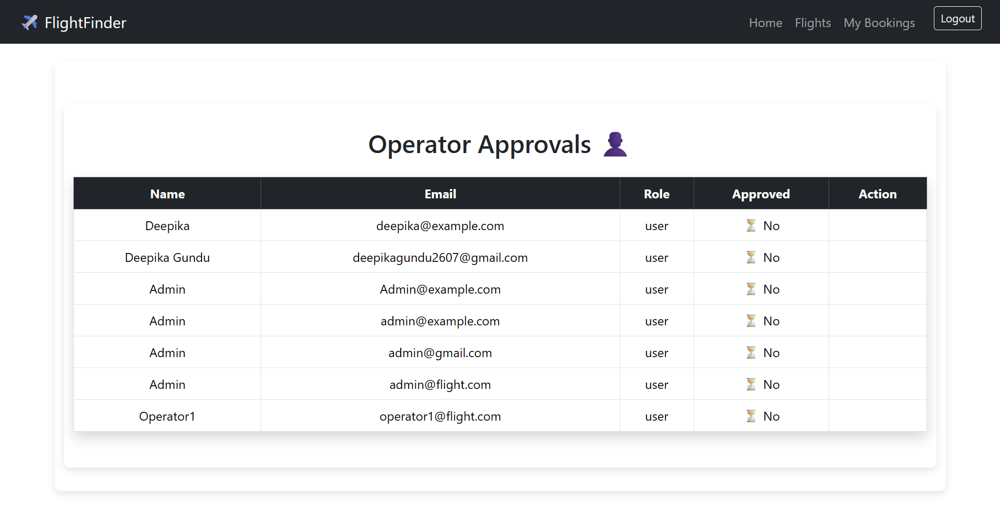 FlightFinder Home Flights My Bookings Logout
Operator Approvals
Name Email Role Approved Action
Deepika deepika@example.com user No
Deepika Gundu deepikagundu2607@gmail.com user No
Admin Admin@example.com user No
Admin admin@example.com user No
Admin admin@gmail.com user No
Admin admin@flight.com user No
Operator1 operator1@flight.com user No